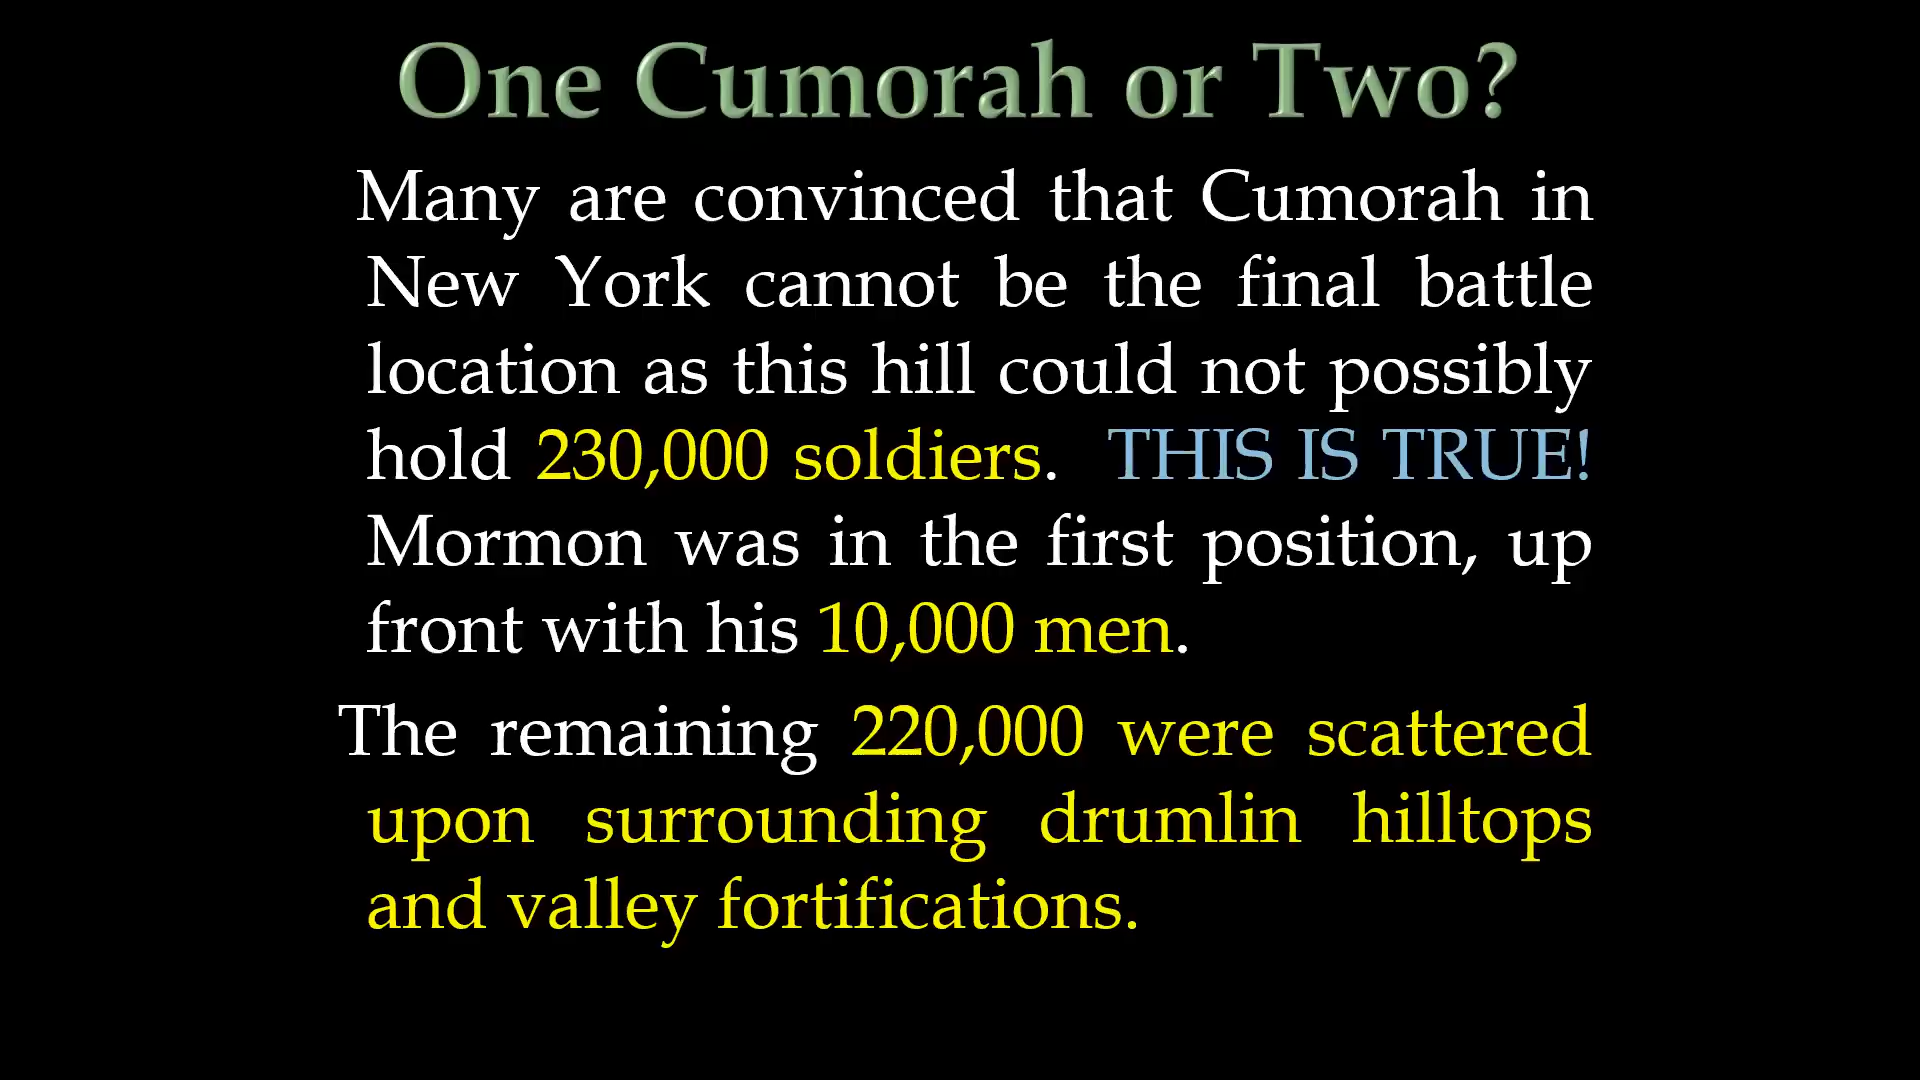 One Cumorah or Two?
Many are convinced that Cumorah in
New York cannot be the final battle
location as this hill could not possibly
hold 230,000 soldiers. THIS IS TRUE!
Mormon was in the first position, up
front with his 10,000 men.
The remaining 220,000 were scattered
upon surrounding drumlin hilltops
and valley fortifications.